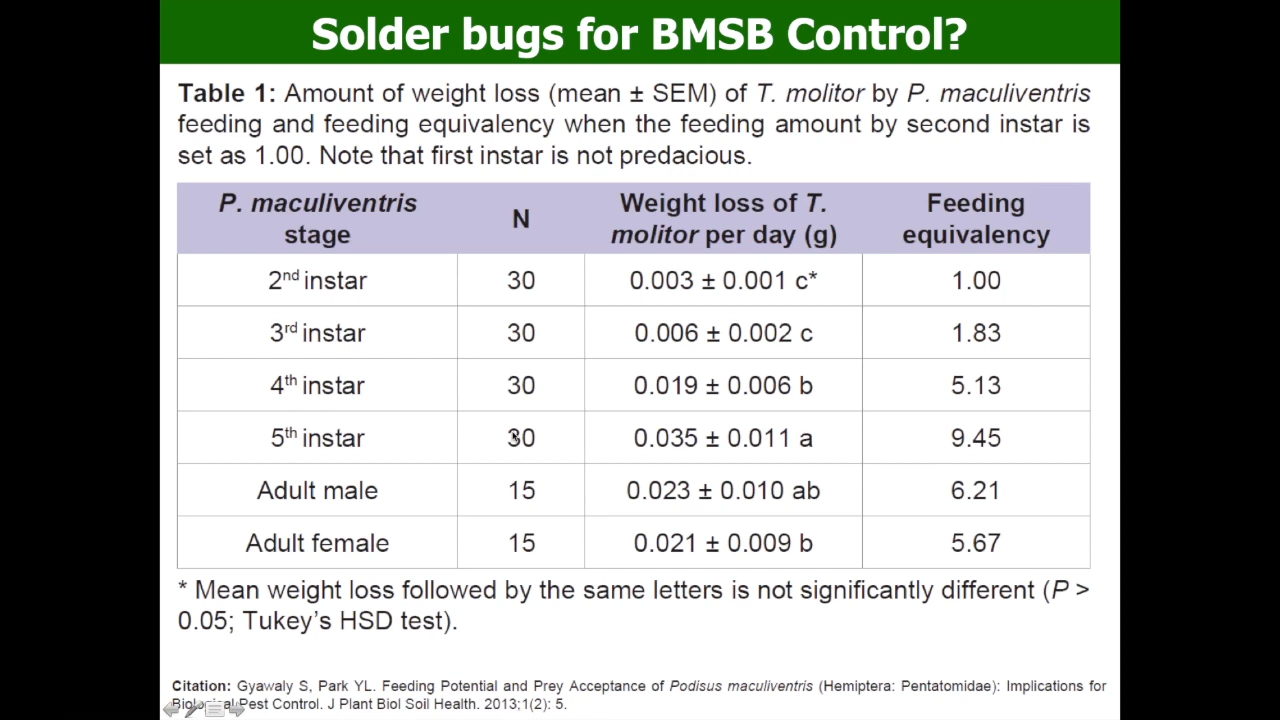 Solder bugs for BMSB Control?
Table 1: Amount of weight loss (mean ± SEM) of T. molitor by P. maculiventris
feeding and feeding equivalency when the feeding amount by second instar is
set as 1.00. Note that first instar is not predacious.
P. maculiventris stage N Weight loss of T. molitor per day (g) Feeding equivalency
2nd instar 30 0.003 ± 0.001 c* 1.00
3rd instar 30 0.006 ± 0.002 c 1.83
4th instar 30 0.019 ± 0.006 b 5.13
5th instar 30 0.035 ± 0.011 a 9.45
Adult male 15 0.023 ± 0.010 ab 6.21
Adult female 15 0.021 ± 0.009 b 5.67
* Mean weight loss followed by the same letters is not significantly different (P >
0.05; Tukey’s HSD test).
Citation: Gyawaly S, Park YL. Feeding Potential and Prey Acceptance of Podisus maculiventris (Hemiptera: Pentatomidae): Implications for
Biological Pest Control. J Plant Biol Soil Health. 2013;1(2): 5.